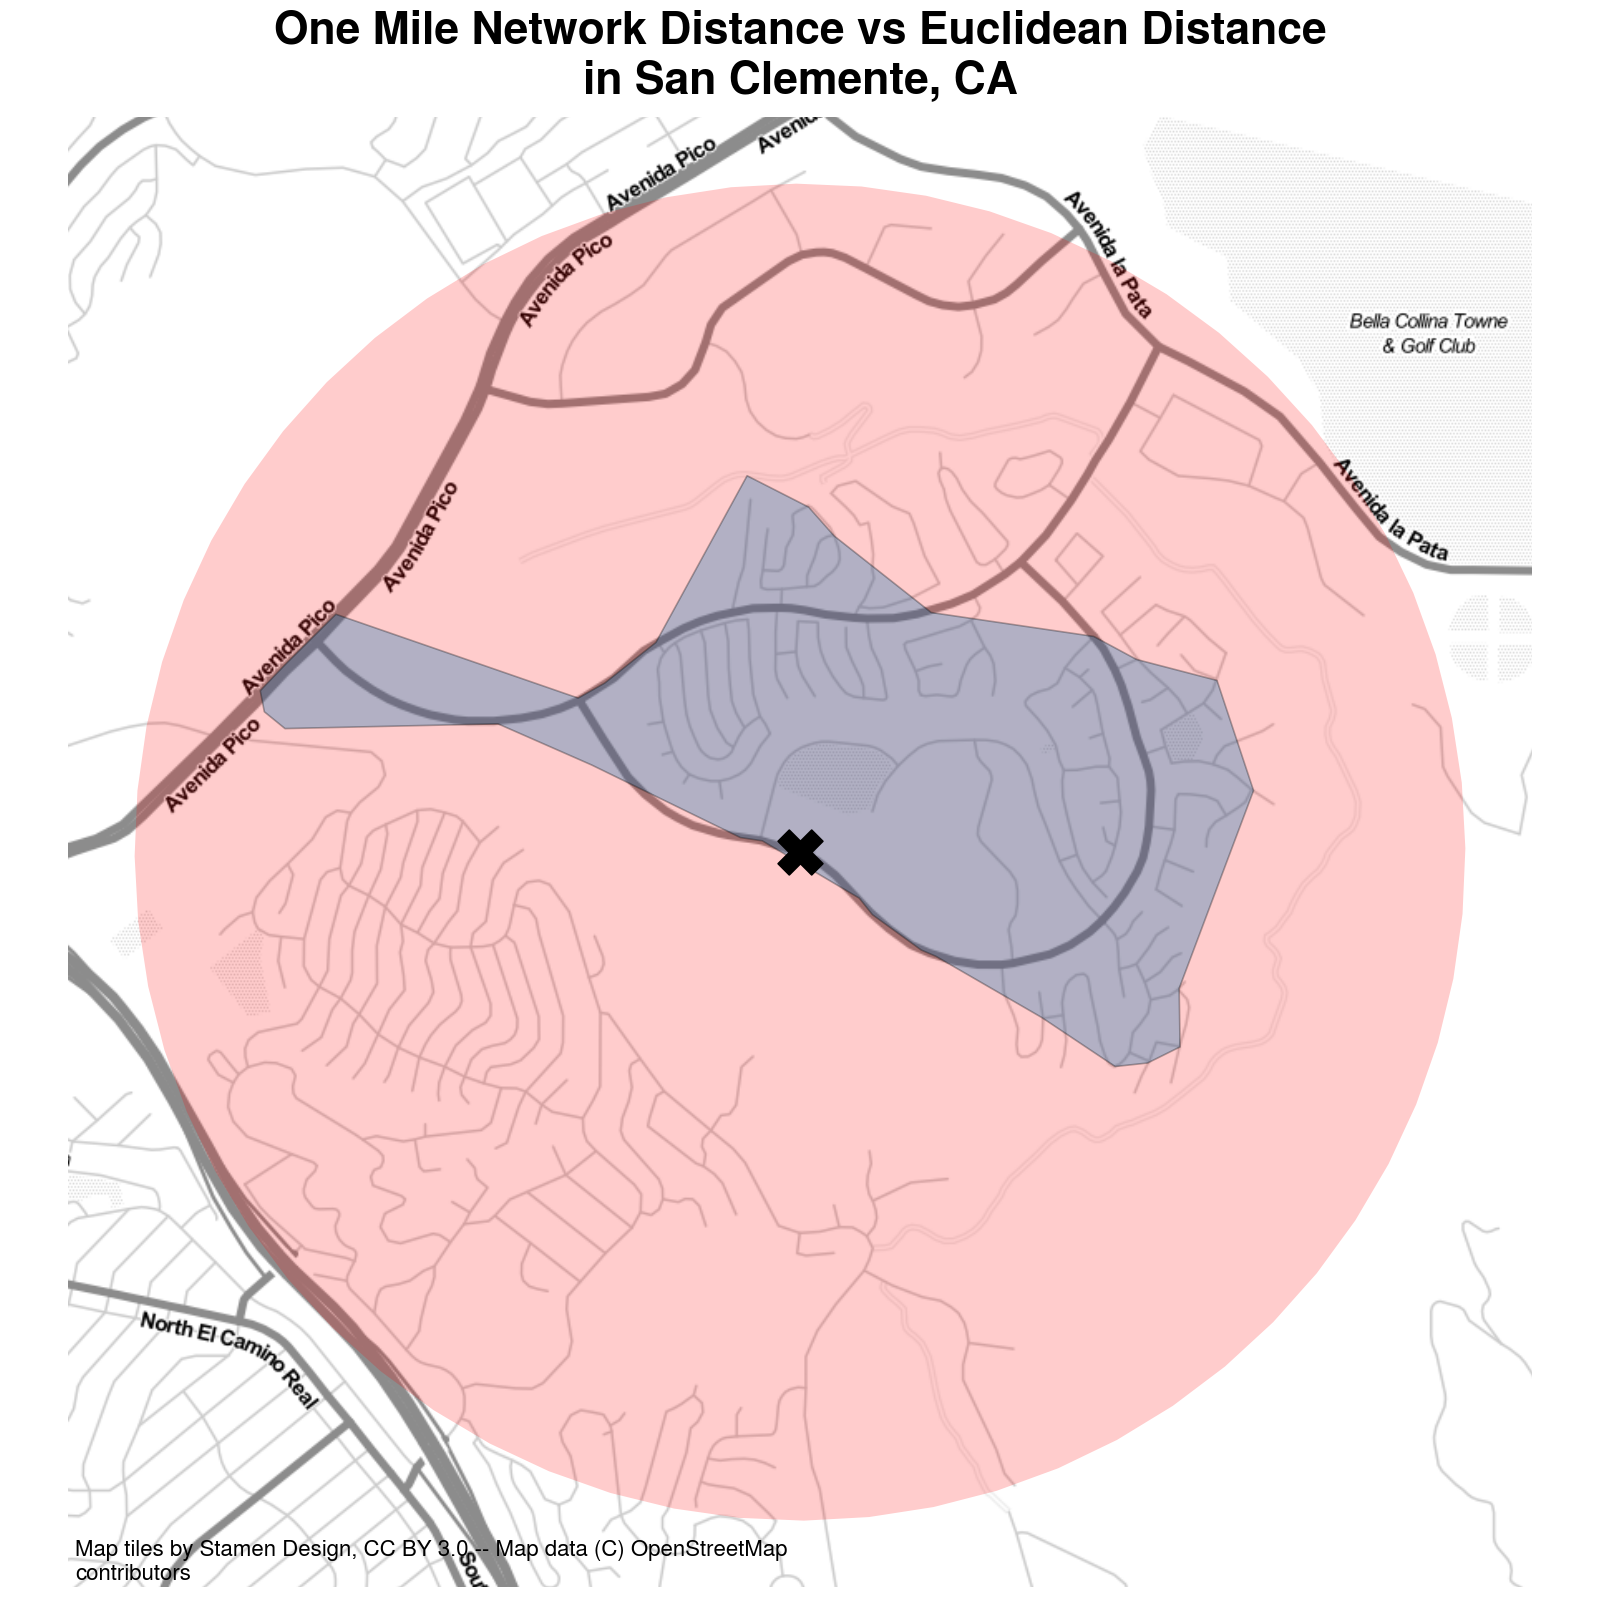 One Mile Network Distance vs Euclidean Distance
in San Clemente, CA
Avenida Pico
Avenida Pico
Avenida la Pata
Bella Collina Towne
& Golf Club
Avenida Pico
Avenida la Pata
Avenida Pico
Avenida Pico
North El Camino Real
Map tiles by Stamen Design, CC BY 3.0 -- Map data (C) OpenStreetMap
contributors